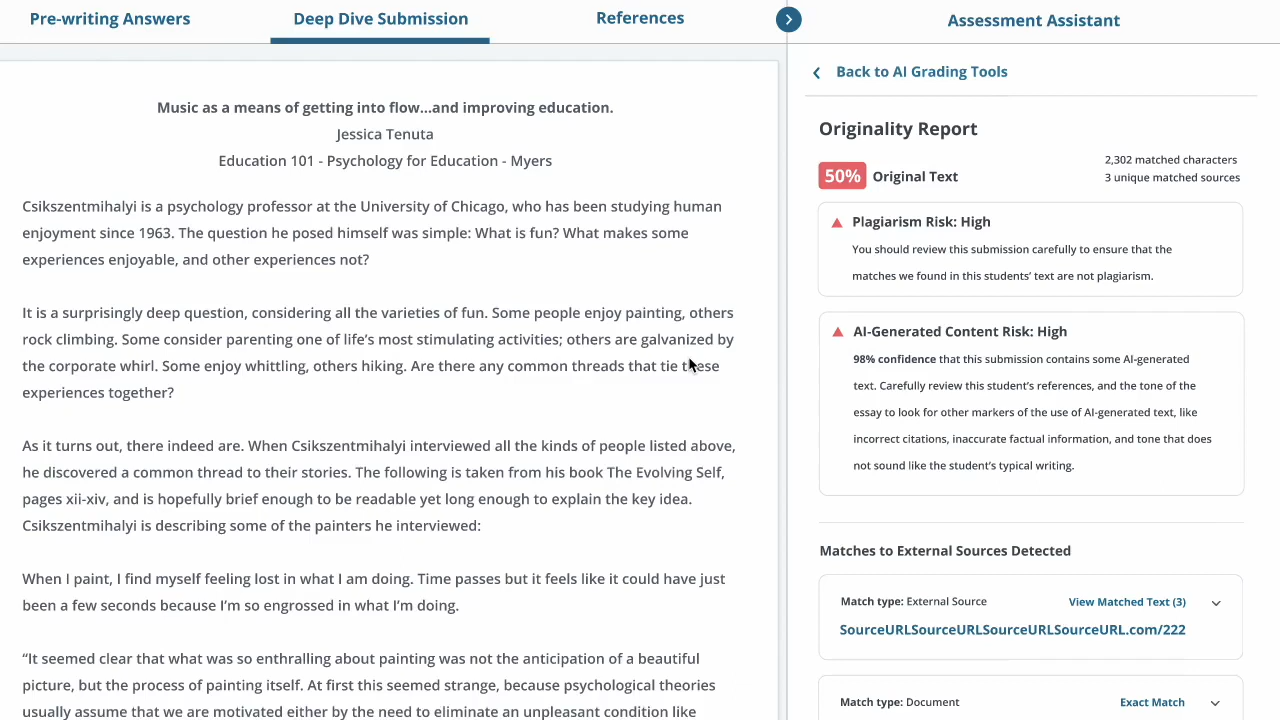 Pre-writing Answers
Deep Dive Submission
References
Assessment Assistant
Back to AI Grading Tools
Music as a means of getting into flow...and improving education.
Jessica Tenuta
Education 101 - Psychology for Education - Myers
Csikszentmihalyi is a psychology professor at the University of Chicago, who has been studying human
enjoyment since 1963. The question he posed himself was simple: What is fun? What makes some
experiences enjoyable, and other experiences not?
It is a surprisingly deep question, considering all the varieties of fun. Some people enjoy painting, others
rock climbing. Some consider parenting one of life's most stimulating activities; others are galvanized by
the corporate whirl. Some enjoy whittling, others hiking. Are there any common threads that tie these
experiences together?
As it turns out, there indeed are. When Csikszentmihalyi interviewed all the kinds of people listed above,
he discovered a common thread to their stories. The following is taken from his book The Evolving Self,
pages xii-xiv, and is hopefully brief enough to be readable yet long enough to explain the key idea.
Csikszentmihalyi is describing some of the painters he interviewed:
When I paint, I find myself feeling lost in what I am doing. Time passes but it feels like it could have just
been a few seconds because I'm so engrossed in what I'm doing.
“It seemed clear that what was so enthralling about painting was not the anticipation of a beautiful
picture, but the process of painting itself. At first this seemed strange, because psychological theories
usually assume that we are motivated either by the need to eliminate an unpleasant condition like
Originality Report
50% Original Text
2,302 matched characters
3 unique matched sources
Plagiarism Risk: High
You should review this submission carefully to ensure that the
matches we found in this students' text are not plagiarism.
AI-Generated Content Risk: High
98% confidence that this submission contains some AI-generated
text. Carefully review this student's references, and the tone of the
essay to look for other markers of the use of AI-generated text, like
incorrect citations, inaccurate factual information, and tone that does
not sound like the student's typical writing.
Matches to External Sources Detected
Match type: External Source
View Matched Text (3)
SourceURLSourceURLSourceURLSourceURL.com/222
Match type: Document
Exact Match